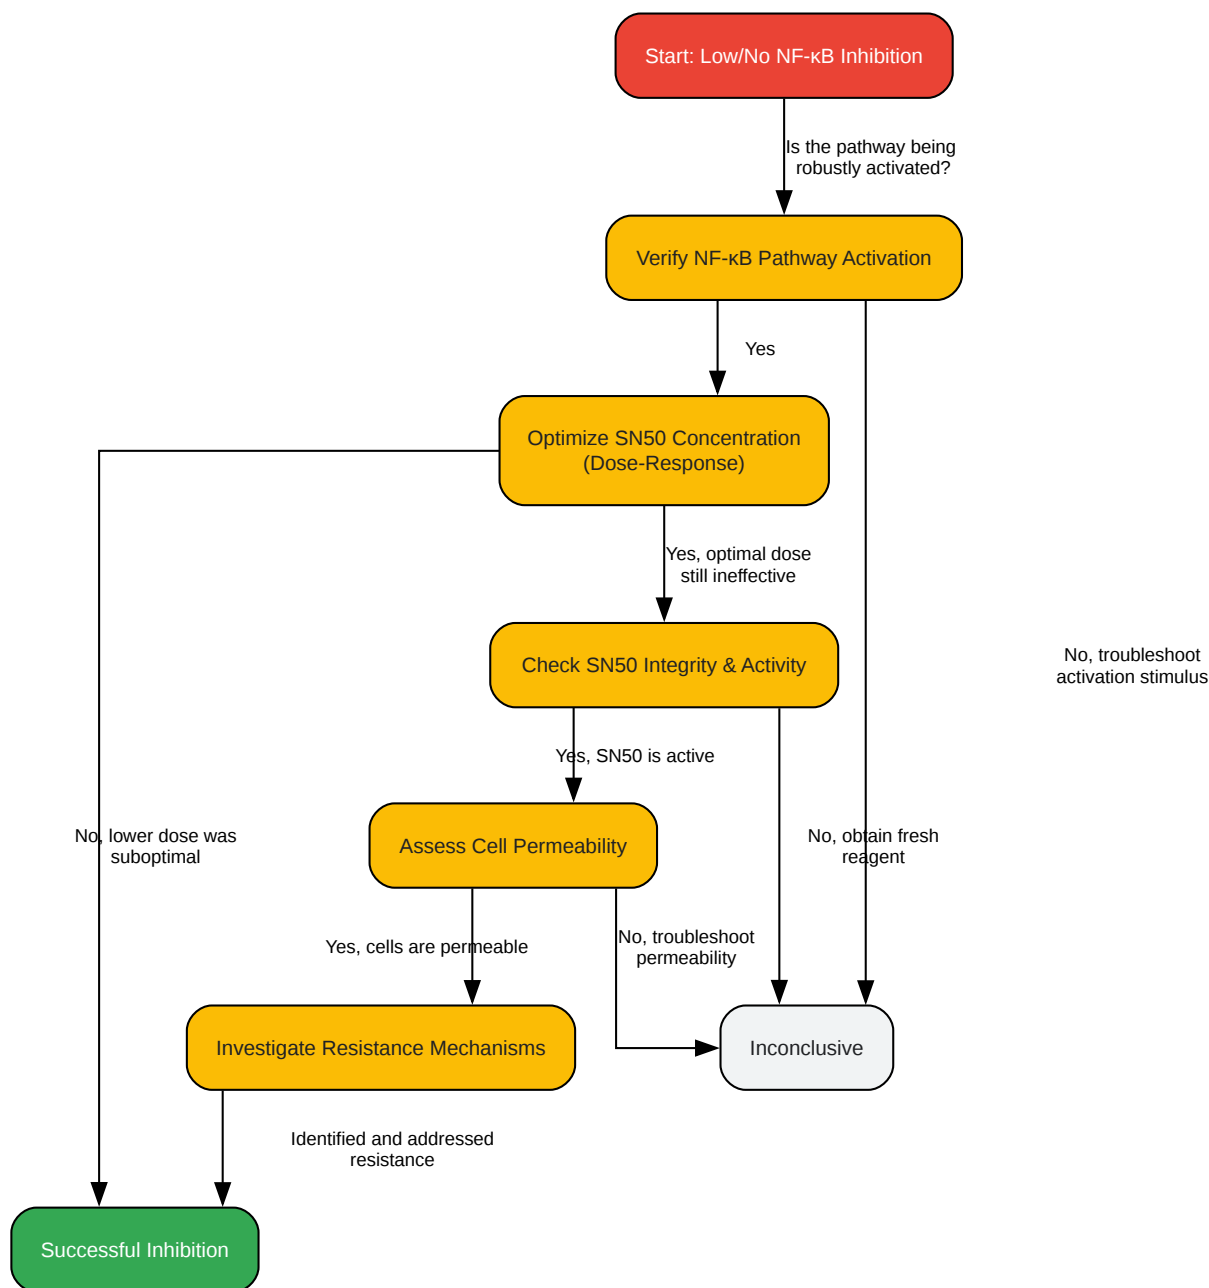 Start: Low/No NF-κB Inhibition
Is the pathway being
robustly activated?
Verify NF-κB Pathway Activation
Yes
Optimize SN50 Concentration
(Dose-Response)
Yes, optimal dose
still ineffective
Check SN50 Integrity & Activity
No, troubleshoot
activation stimulus
Yes, SN50 is active
No, lower dose was
suboptimal
Assess Cell Permeability
No, obtain fresh
reagent
Yes, cells are permeable
No, troubleshoot
permeability
Investigate Resistance Mechanisms
Inconclusive
Identified and addressed
resistance
Successful Inhibition